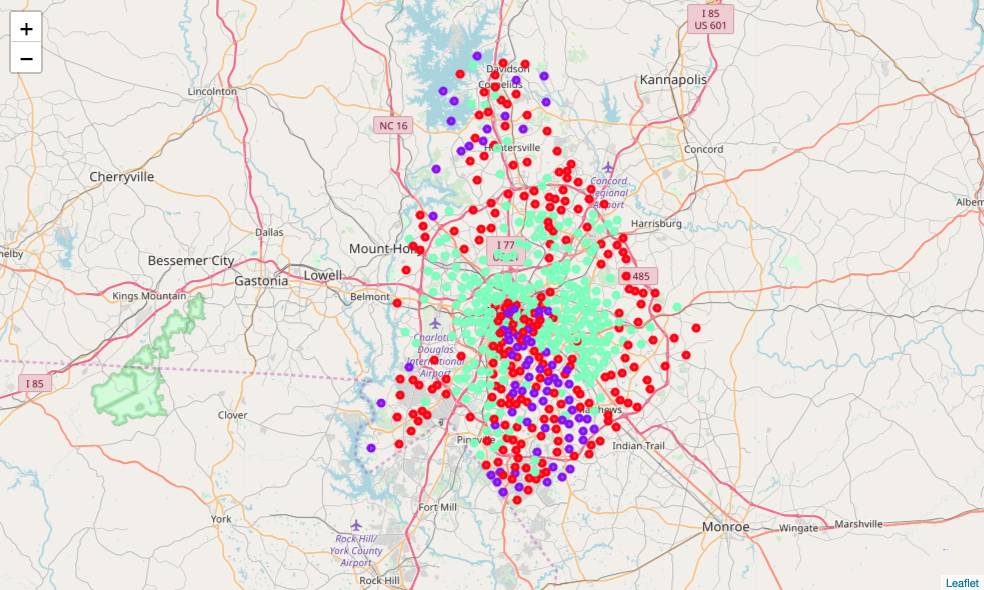 +
−
I 85
US 601
Davidson
Kannapolis
Lincolnton
Cornelius
NC 16
Huntersville
Concord
Cherryville
Concord
Regional
Airport
Harrisburg
Dallas
Mount Holly
I 77
Bessemer City
Lowell
485
Gastonia
Kings Mountain
Belmont
Charlotte
Douglas
International
Airport
I 85
Clover
Matthews
Pineville
Indian Trail
Fort Mill
York
Monroe
Wingate
Marshville
Rock Hill/
York County
Airport
Rock Hill
Leaflet